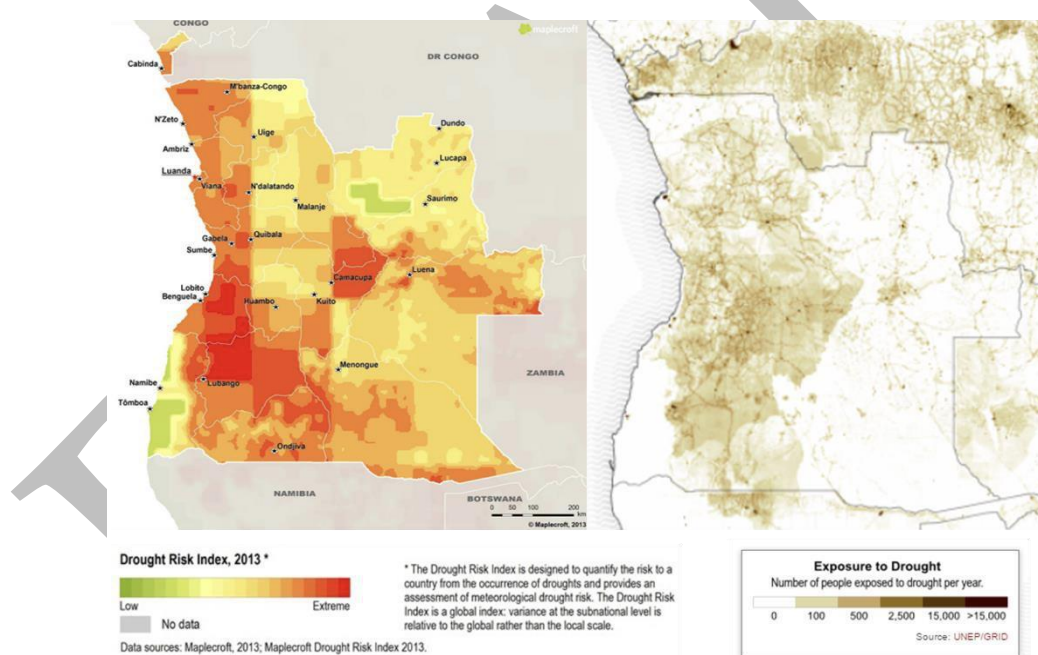 CONGO
maplecroft
DR CONGO
Cabinda
M'banza-Congo
N'Zeto
Dundo
Uige
Ambriz
Lucapa
Luanda
Viana
N'dalatando
Malanje
Saurimo
Gabela
Quibala
Sumbe
Luena
Camacupa
Lobito
Benguela
Huambo
Kuito
Menongue
ZAMBIA
Namibe
Lubango
Tômboa
Ondjiva
NAMIBIA
BOTSWANA
0 50 100 200
km
© Maplecroft, 2013
Drought Risk Index, 2013 *
Low Extreme
No data
Data sources: Maplecroft, 2013; Maplecroft Drought Risk Index 2013.
* The Drought Risk Index is designed to quantify the risk to a
country from the occurrence of droughts and provides an
assessment of meteorological drought risk. The Drought Risk
Index is a global index: variance at the subnational level is
relative to the global rather than the local scale.
Exposure to Drought
Number of people exposed to drought per year.
0 100 500 2,500 15,000 >15,000
Source: UNEP/GRID